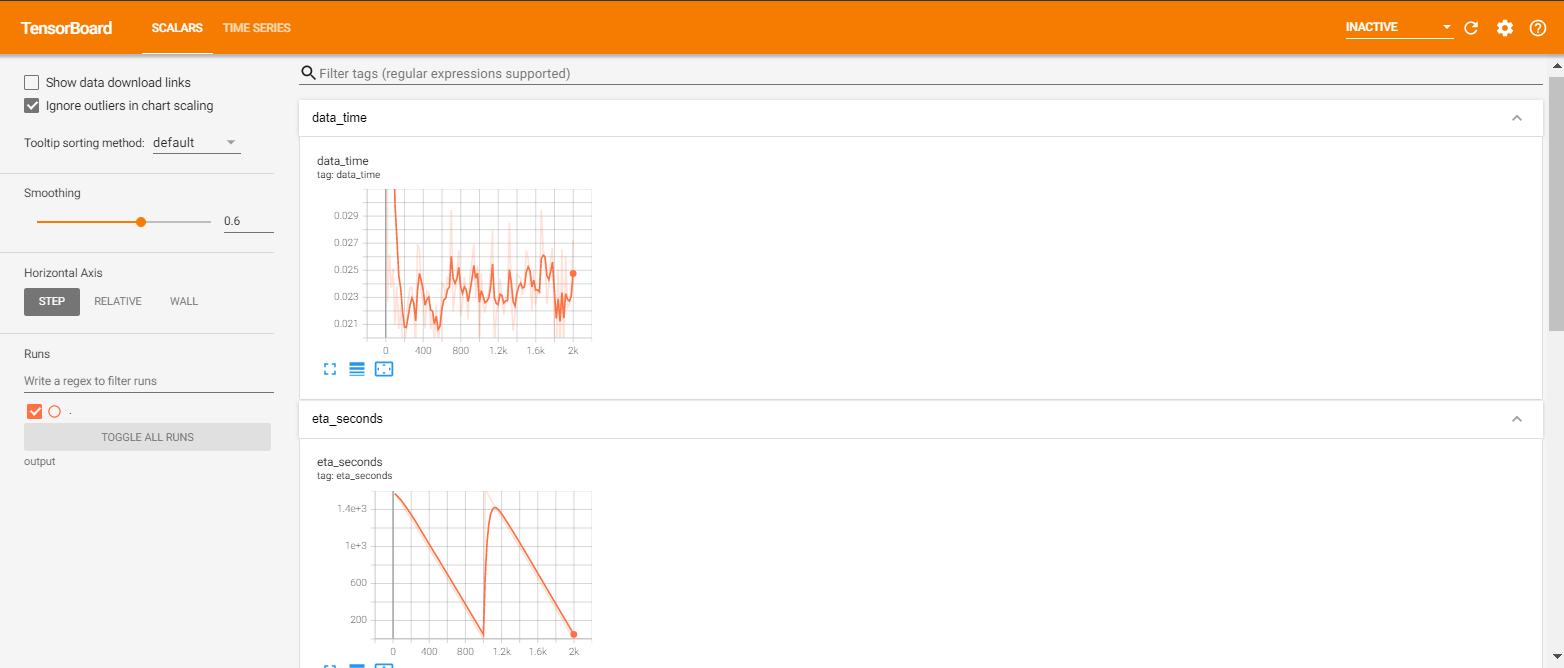 TensorBoard SCALARS TIME SERIES INACTIVE
Show data download links
Ignore outliers in chart scaling
Tooltip sorting method: default
Smoothing
0.6
Horizontal Axis
STEP RELATIVE WALL
Runs
Write a regex to filter runs
.
TOGGLE ALL RUNS
output
Filter tags (regular expressions supported)
data_time
data_time
tag: data_time
0.029
0.027
0.025
0.023
0.021
0 400 800 1.2k 1.6k 2k
eta_seconds
eta_seconds
tag: eta_seconds
1.4e+3
1e+3
600
200
0 400 800 1.2k 1.6k 2k